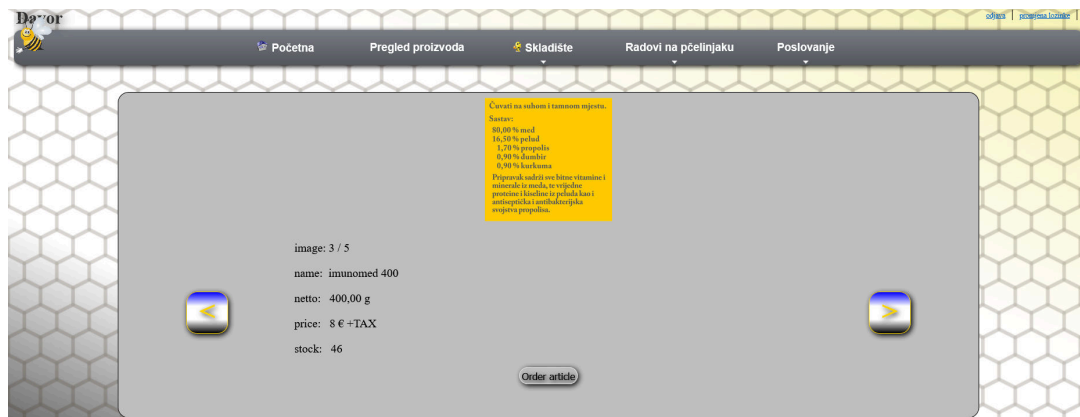 Davor
odjava | promjena lozinke |
Početna Pregled proizvoda Skladište Radovi na pčelinjaku Poslovanje
Čuvati na suhom i tamnom mjestu.
Sastav:
80,00 % med
16,50 % pelud
1,70 % propolis
0,90 % đumbir
0,90 % kurkuma
Pripravak sadrži sve bitne vitamine i
minerale iz meda, te vrijedne
proteine i kiseline iz peluda kao i
antiseptička i antibakterijska
svojstva propolisa.
image: 3 / 5
name: imunomed 400
netto: 400,00 g
< >
price: 8 € +TAX
stock: 46
Order article